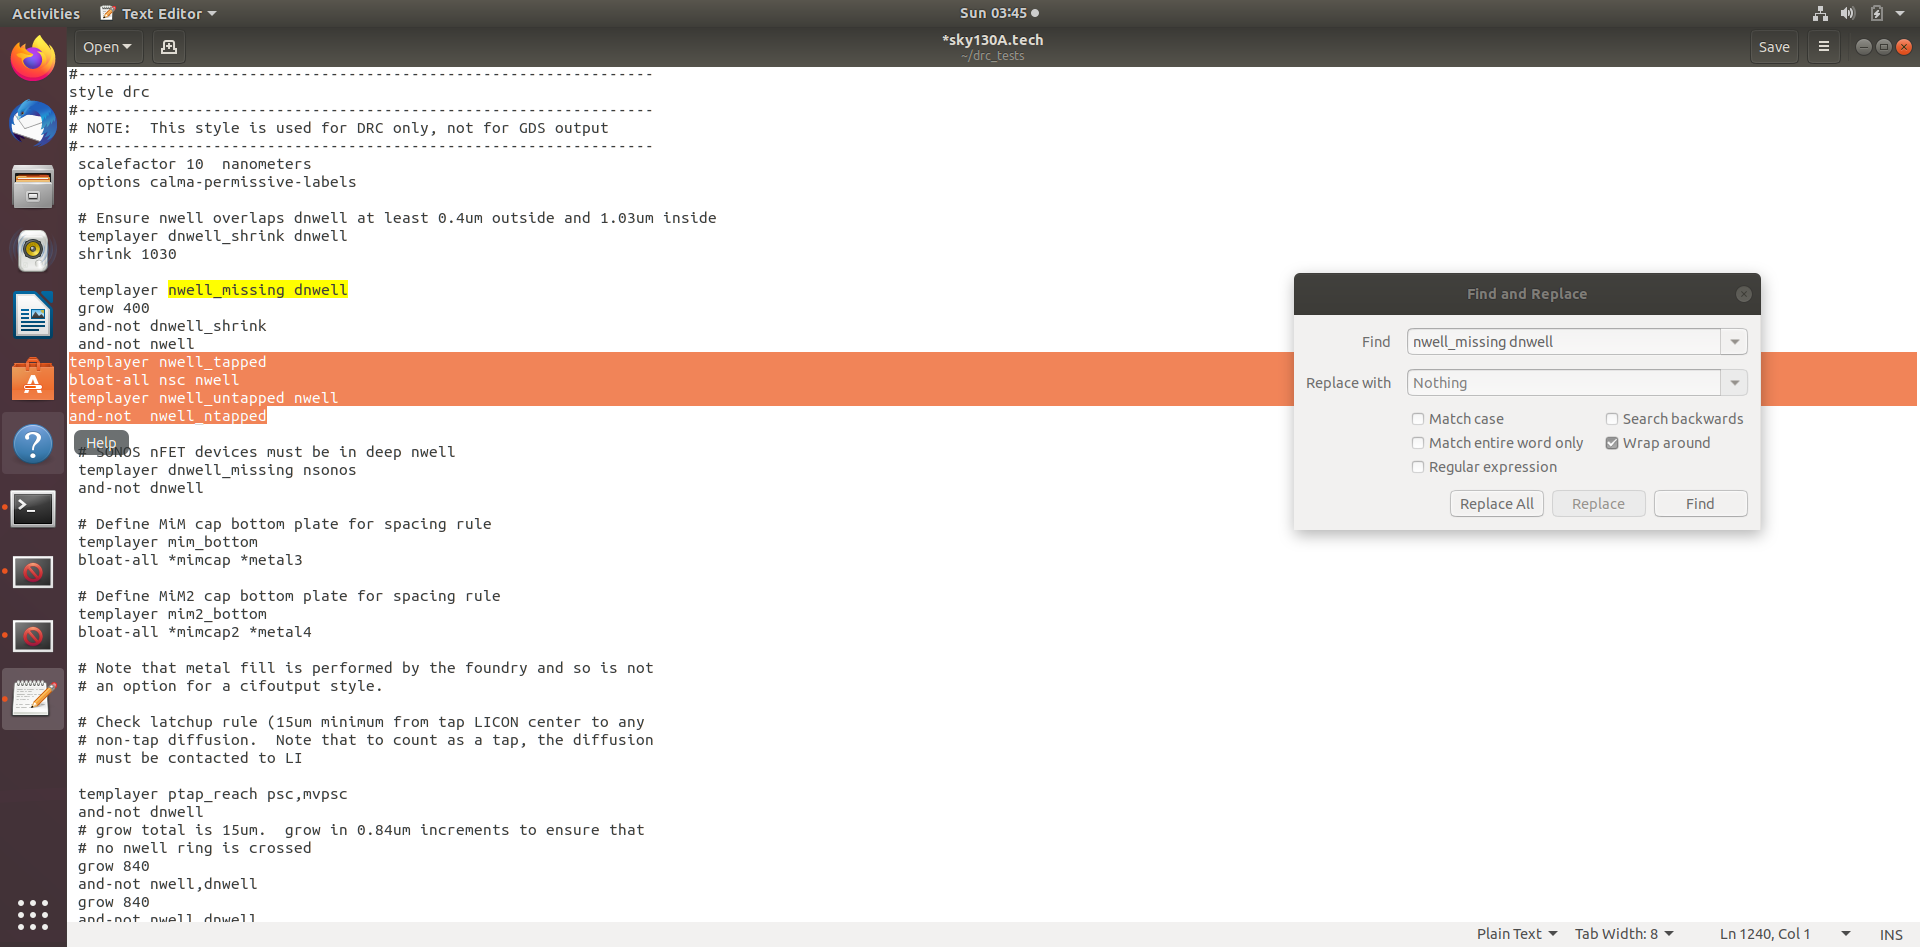 Activities Text Editor Sun 03:45
Open *sky130A.tech Save
~/drc_tests
#----------------------------------------------------------------
style drc
#----------------------------------------------------------------
# NOTE:  This style is used for DRC only, not for GDS output
#----------------------------------------------------------------
scalefactor 10  nanometers
options calma-permissive-labels
# Ensure nwell overlaps dnwell at least 0.4um outside and 1.03um inside
templayer dnwell_shrink dnwell
shrink 1030
templayer nwell_missing dnwell
grow 400
and-not dnwell_shrink
and-not nwell
templayer nwell_tapped
bloat-all nsc nwell
templayer nwell_untapped nwell
and-not  nwell_ntapped
Help
# SONOS nFET devices must be in deep nwell
templayer dnwell_missing nsonos
and-not dnwell
# Define MiM cap bottom plate for spacing rule
templayer mim_bottom
bloat-all *mimcap *metal3
# Define MiM2 cap bottom plate for spacing rule
templayer mim2_bottom
bloat-all *mimcap2 *metal4
# Note that metal fill is performed by the foundry and so is not
# an option for a cifoutput style.
# Check latchup rule (15um minimum from tap LICON center to any
# non-tap diffusion.  Note that to count as a tap, the diffusion
# must be contacted to LI
templayer ptap_reach psc,mvpsc
and-not dnwell
# grow total is 15um.  grow in 0.84um increments to ensure that
# no nwell ring is crossed
grow 840
and-not nwell,dnwell
grow 840
and-not nwell,dnwell
Find and Replace
Find nwell_missing dnwell
Replace with Nothing
Match case Search backwards
Match entire word only Wrap around
Regular expression
Replace All Replace Find
Plain Text Tab Width: 8 Ln 1240, Col 1 INS